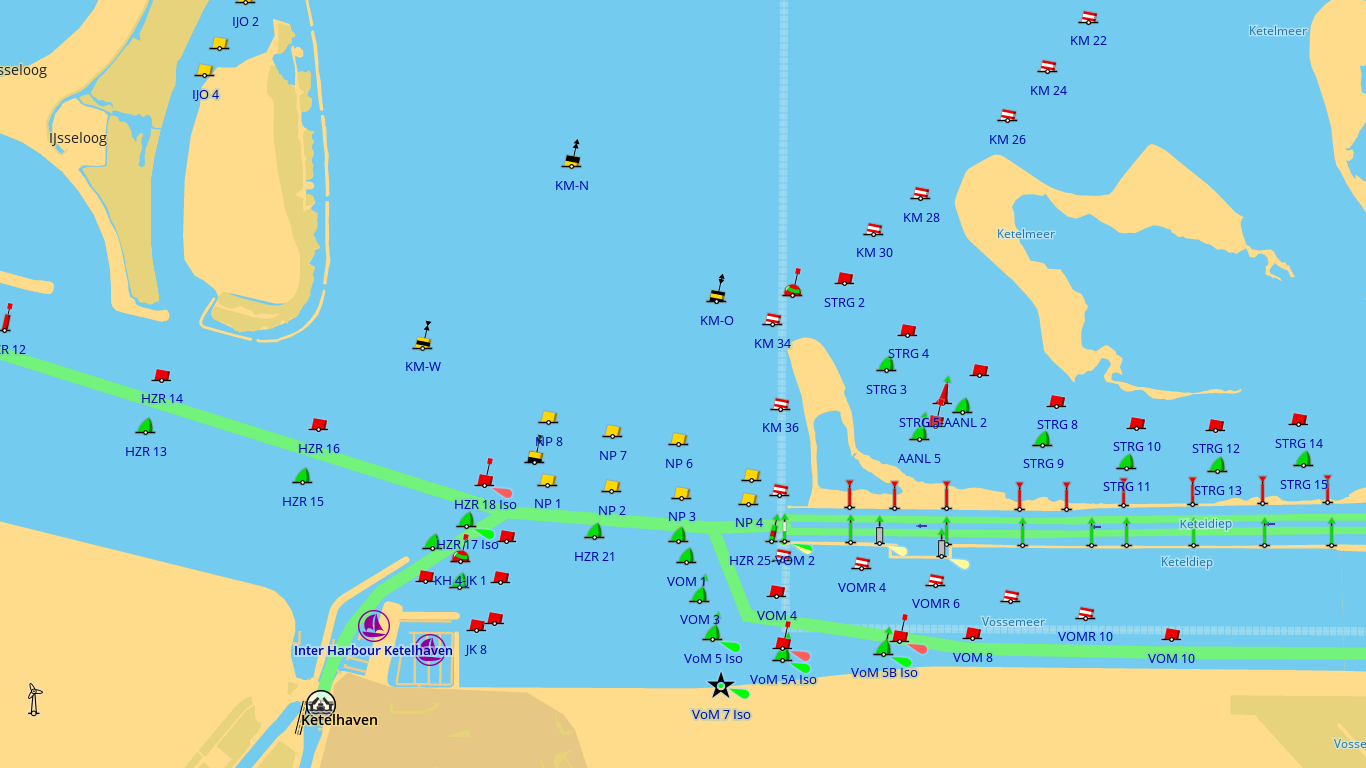 IJO 2
Ketelmeer
KM 22
sseloog
IJO 4
KM 24
IJsseloog
KM 26
KM-N
KM 28
Ketelmeer
KM 30
STRG 2
KM-O
KM 34
R 12
STRG 4
KM-W
STRG 3
HZR 14
STRG 5
AANL 2
STRG 8
HZR 13
HZR 16
NP 8
NP 7
NP 6
KM 36
AANL 5
STRG 9
STRG 10
STRG 12
STRG 14
HZR 15
HZR 18 Iso
NP 1
NP 2
NP 3
NP 4
STRG 11
STRG 13
STRG 15
Keteldiep
HZR 17 Iso
HZR 21
HZR 25
VOM 2
Keteldiep
KH 4
JK 1
VOM 1
VOMR 4
VOMR 6
VOM 3
VOM 4
Vossemeer
VOMR 10
Inter Harbour Ketelhaven
JK 8
VoM 5 Iso
VOM 8
VOM 10
VoM 5A Iso
VoM 5B Iso
VoM 7 Iso
Ketelhaven
Vosse